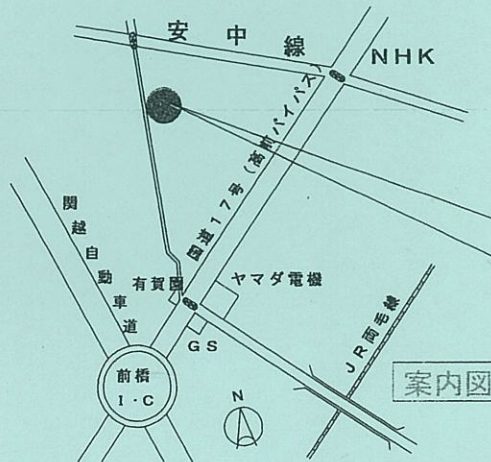 安中線
NHK
国道17号(高前バイパス)
関越自動車道
有賀園
ヤマダ電機
GS
JR両毛線
前橋
I・C
N
案内図